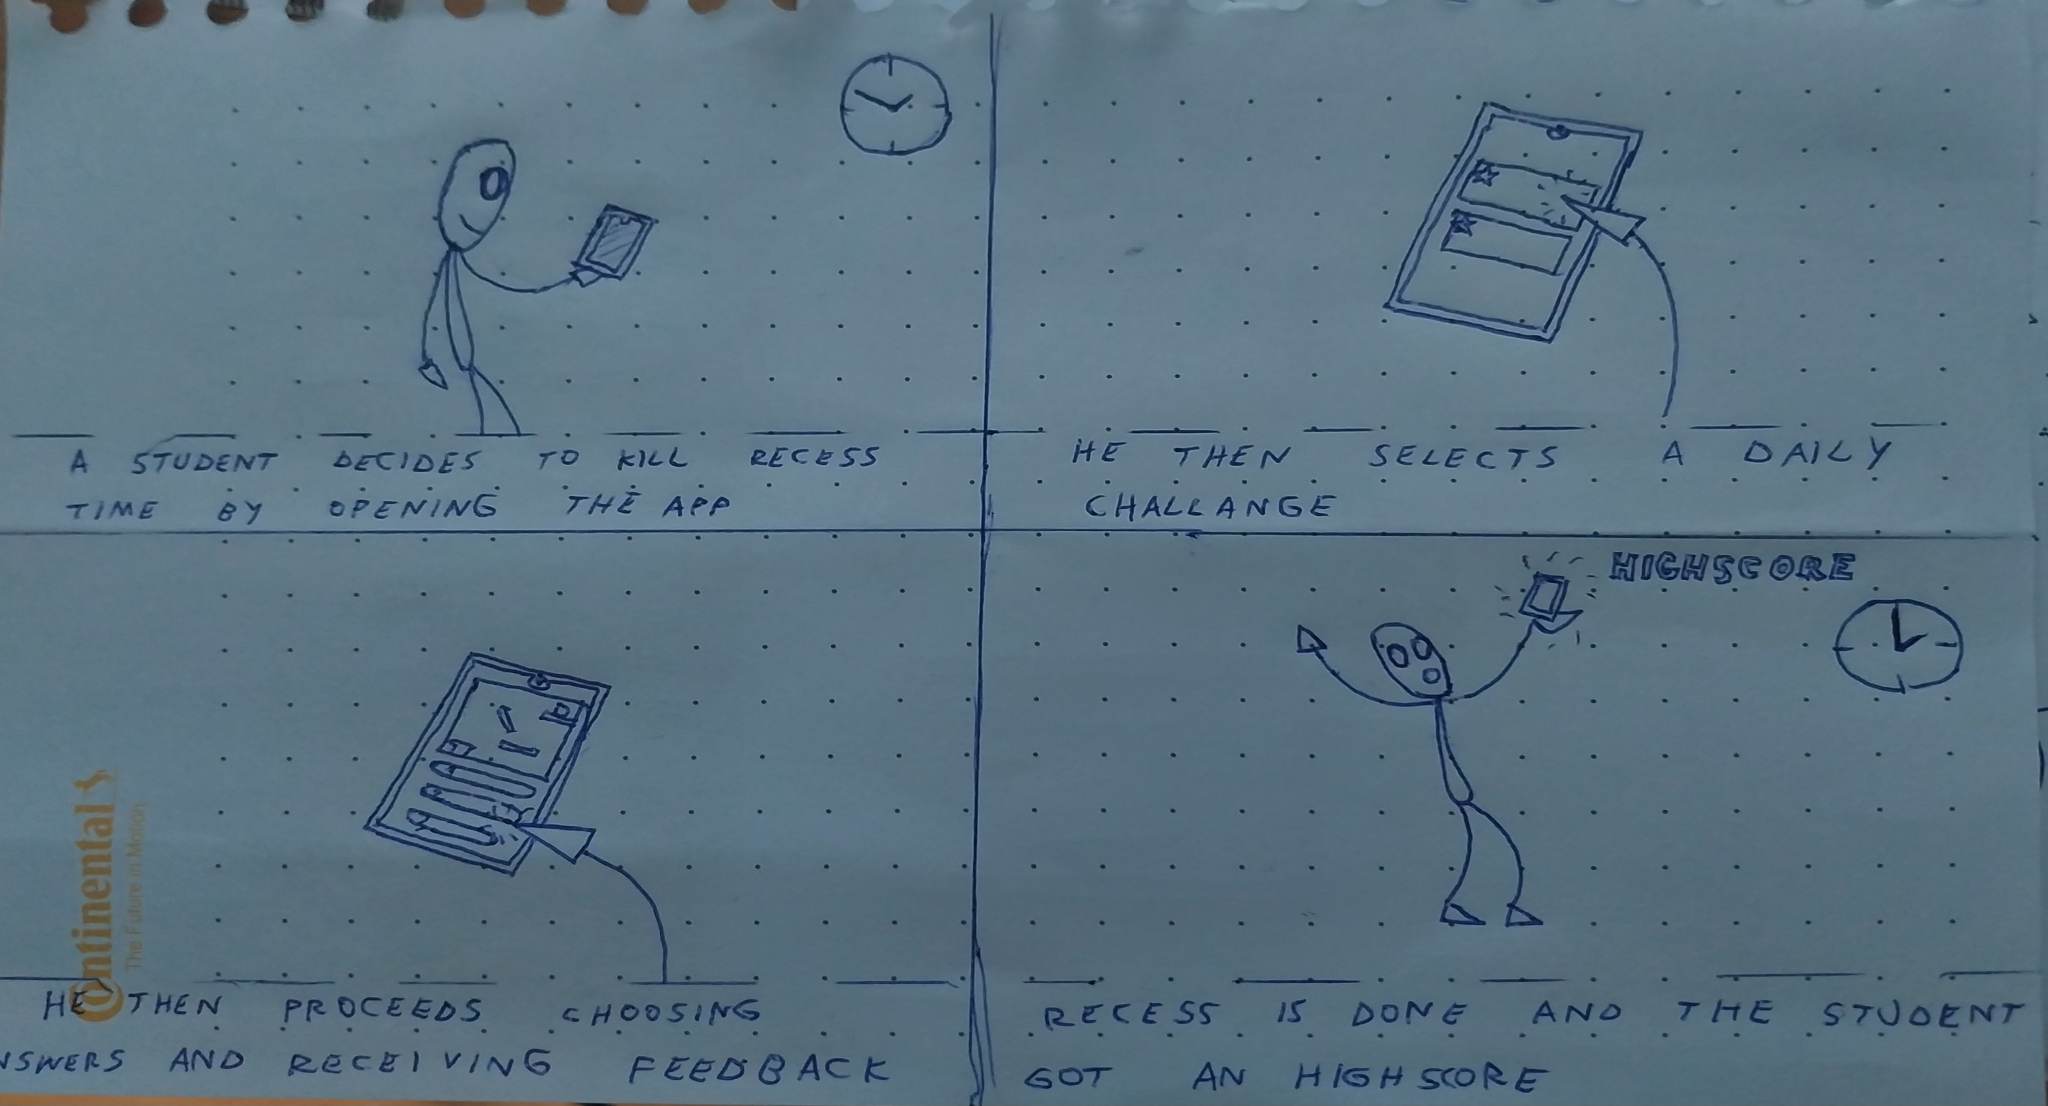 A STUDENT DECIDES TO KILL RECESS
TIME BY OPENING THE APP
HE THEN SELECTS A DAILY
CHALLANGE
HIGHSCORE
Continental
The Future in Motion
HE THEN PROCEEDS CHOOSING
NSWERS AND RECEIVING FEEDBACK
RECESS IS DONE AND THE STUDENT
GOT AN HIGHSCORE